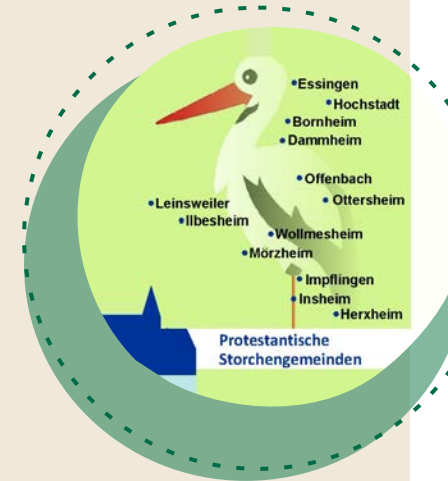 Essingen
Hochstadt
Bornheim
Dammheim
Offenbach
Leinsweiler
Ottersheim
Ilbesheim
Wollmesheim
Mörzheim
Impflingen
Insheim
Herxheim
Protestantische
Storchengemeinden